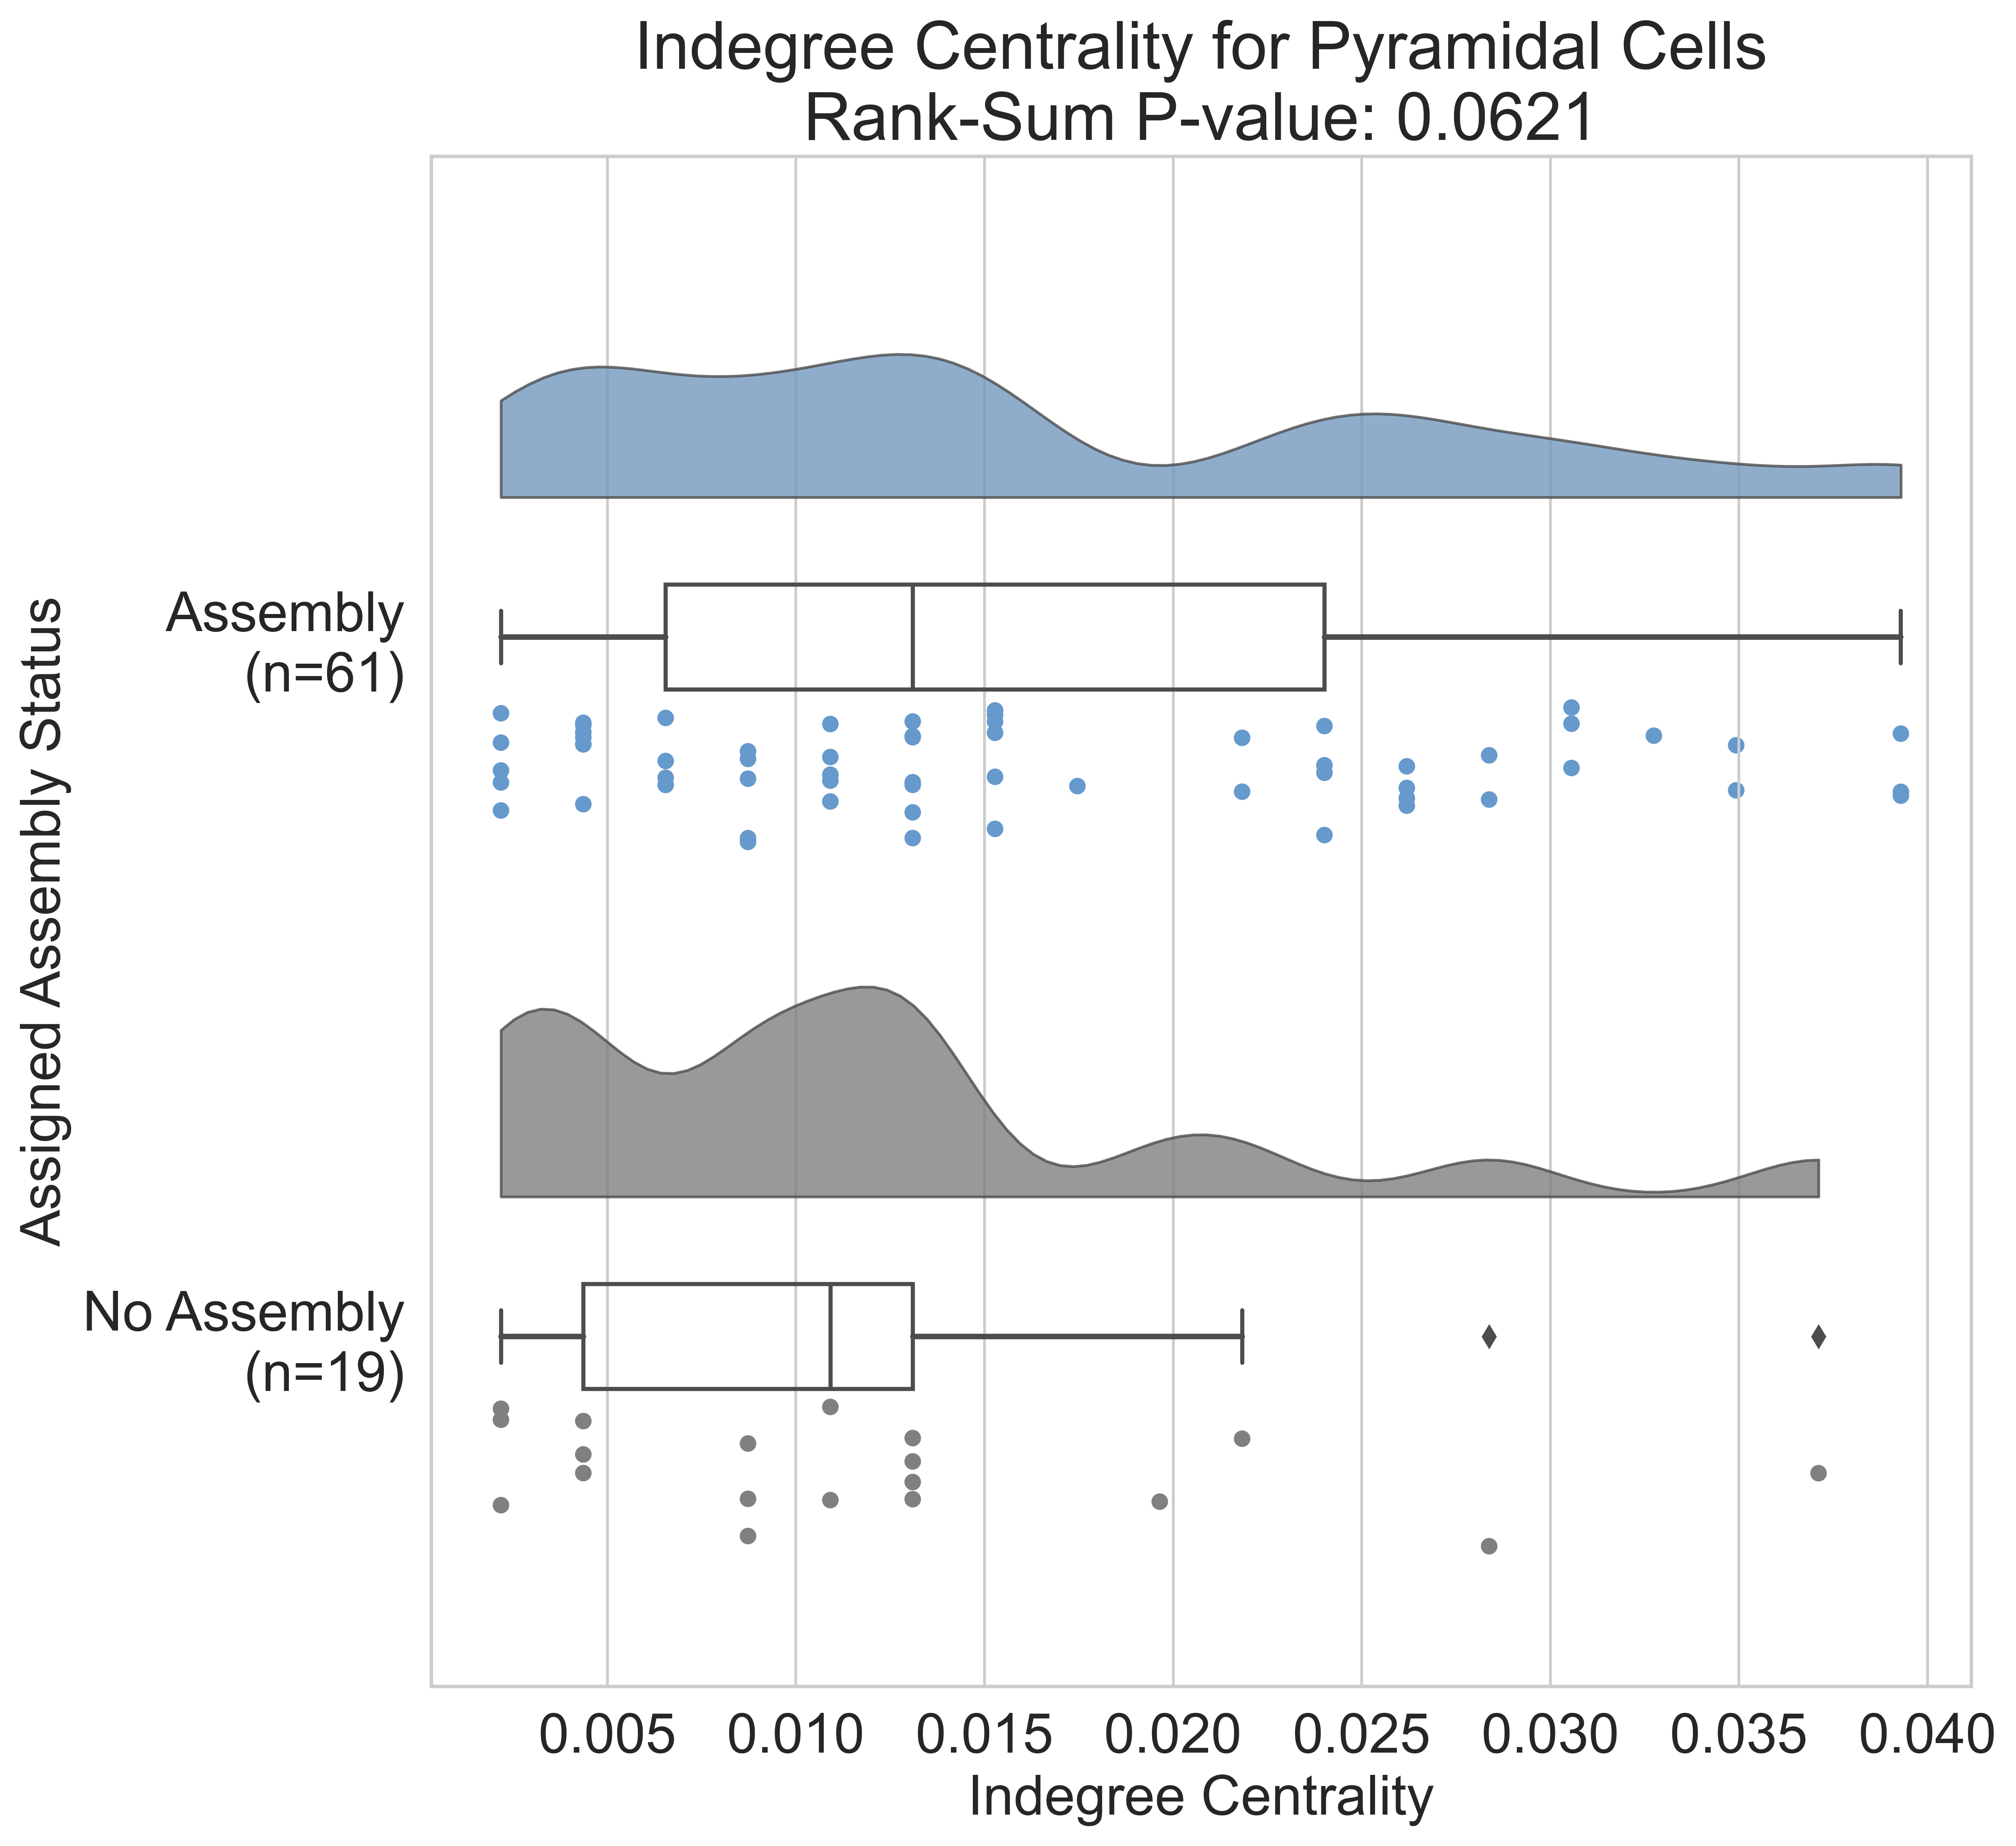 Indegree Centrality for Pyramidal Cells
Rank-Sum P-value: 0.0621
Assigned Assembly Status
Assembly
(n=61)
No Assembly
(n=19)
0.005 0.010 0.015 0.020 0.025 0.030 0.035 0.040
Indegree Centrality